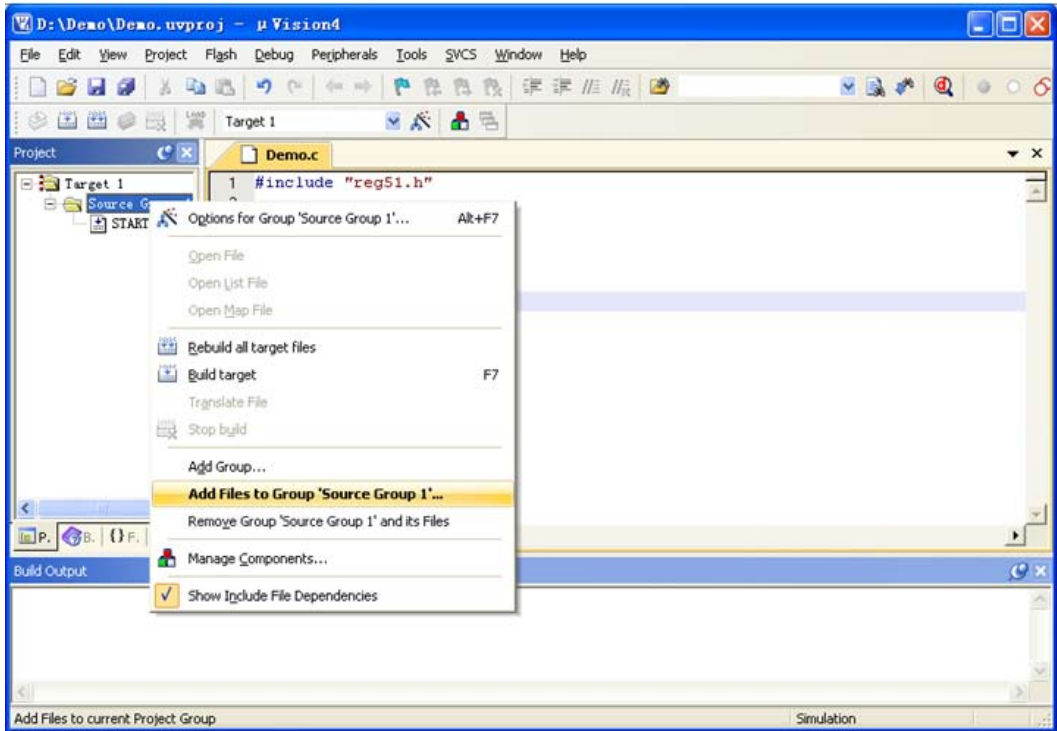 D:\Demo\Demo.uvproj - µVision4
File Edit View Project Flash Debug Peripherals Tools SVCS Window Help
Target 1
Project
Demo.c
Target 1
1 #include "reg51.h"
Source G
2
START
Options for Group 'Source Group 1'... Alt+F7
Open File
Open List File
Open Map File
Rebuild all target files
Build target F7
Translate File
Stop build
Add Group...
Add Files to Group 'Source Group 1'...
Remove Group 'Source Group 1' and its Files
P. B. {} F.
Manage Components...
Build Output
Show Include File Dependencies
Add Files to current Project Group Simulation